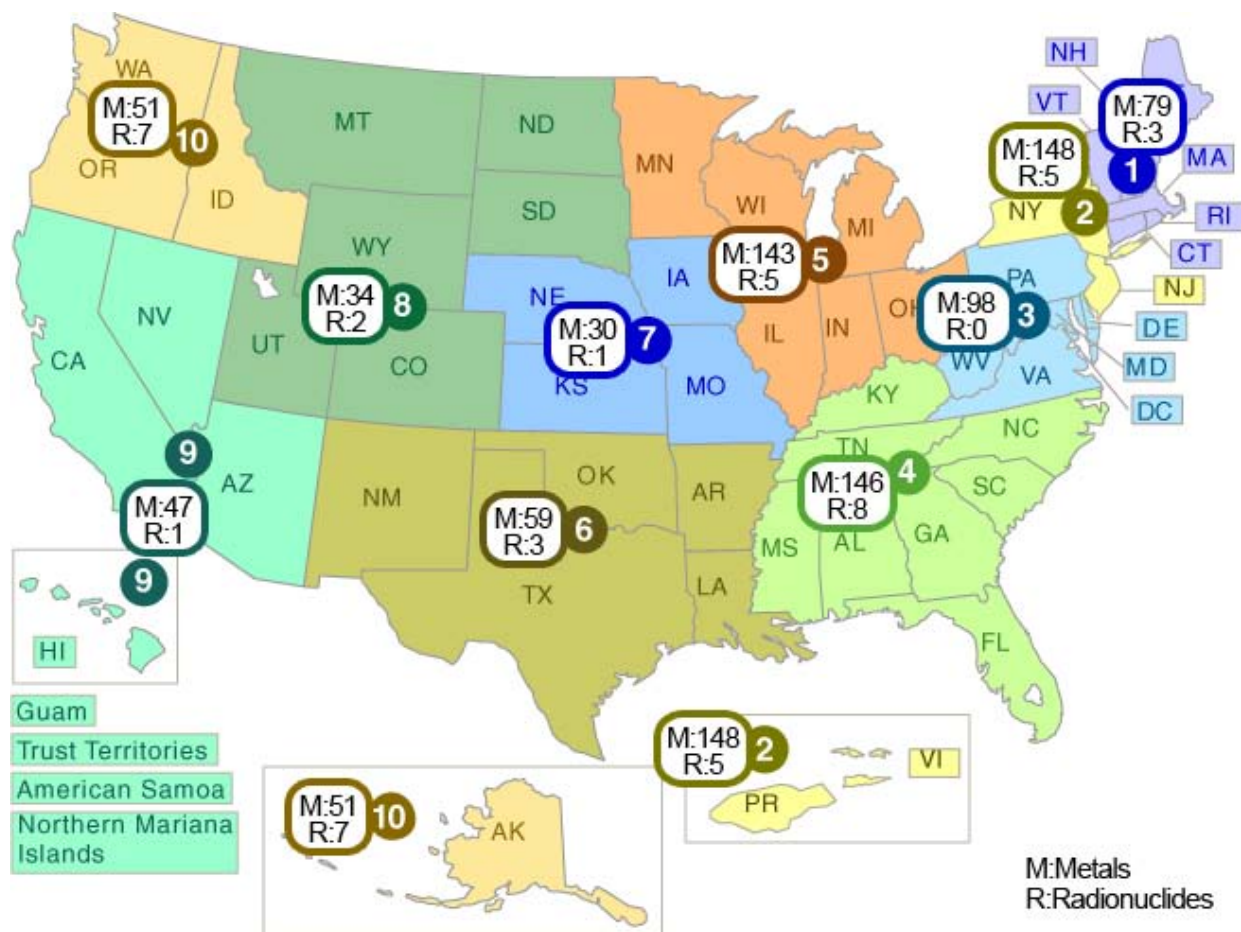 NH
WA
M:79
R:3
M:51
R:7
10
VT
MT
ND
M:148
R:5
MN
MA
OR
1
ID
WI
NY
2
SD
MI
RI
WY
M:143
R:5
5
CT
IA
PA
M:34
R:2
8
NE
NJ
M:98
R:0
3
OH
NV
M:30
R:1
7
DE
UT
IL
IN
CA
CO
WV
MD
KS
MO
VA
KY
DC
NC
TN
9
4
AZ
OK
M:146
R:8
SC
NM
AR
M:47
R:1
M:59
R:3
6
GA
MS
AL
9
TX
LA
FL
HI
Guam
M:148
R:5
2
Trust Territories
VI
American Samoa
M:51
R:7
10
PR
Northern Mariana
Islands
AK
M:Metals
R:Radionuclides